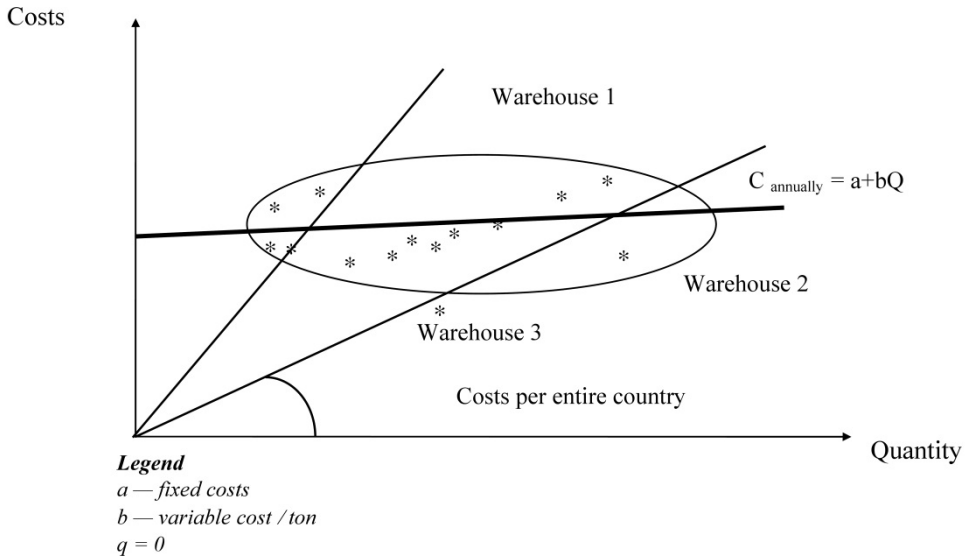 Costs
Warehouse 1
C annually = a+bQ
Warehouse 2
Warehouse 3
Costs per entire country
Quantity
Legend
a — fixed costs
b — variable cost / ton
q = 0